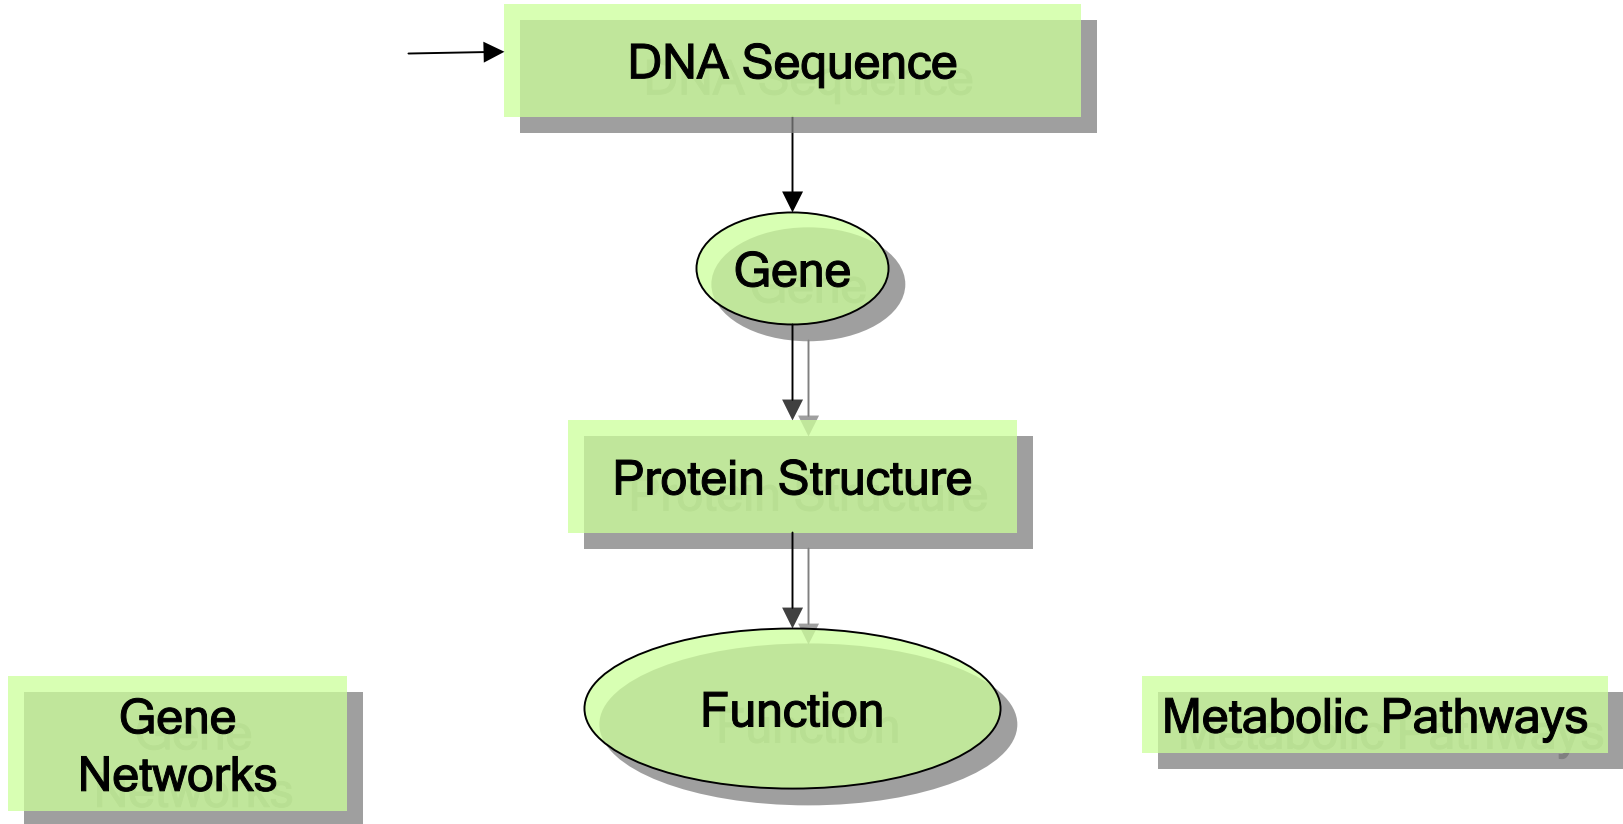 DNA Sequence
Gene
Protein Structure
Function
Gene
Networks
Metabolic Pathways